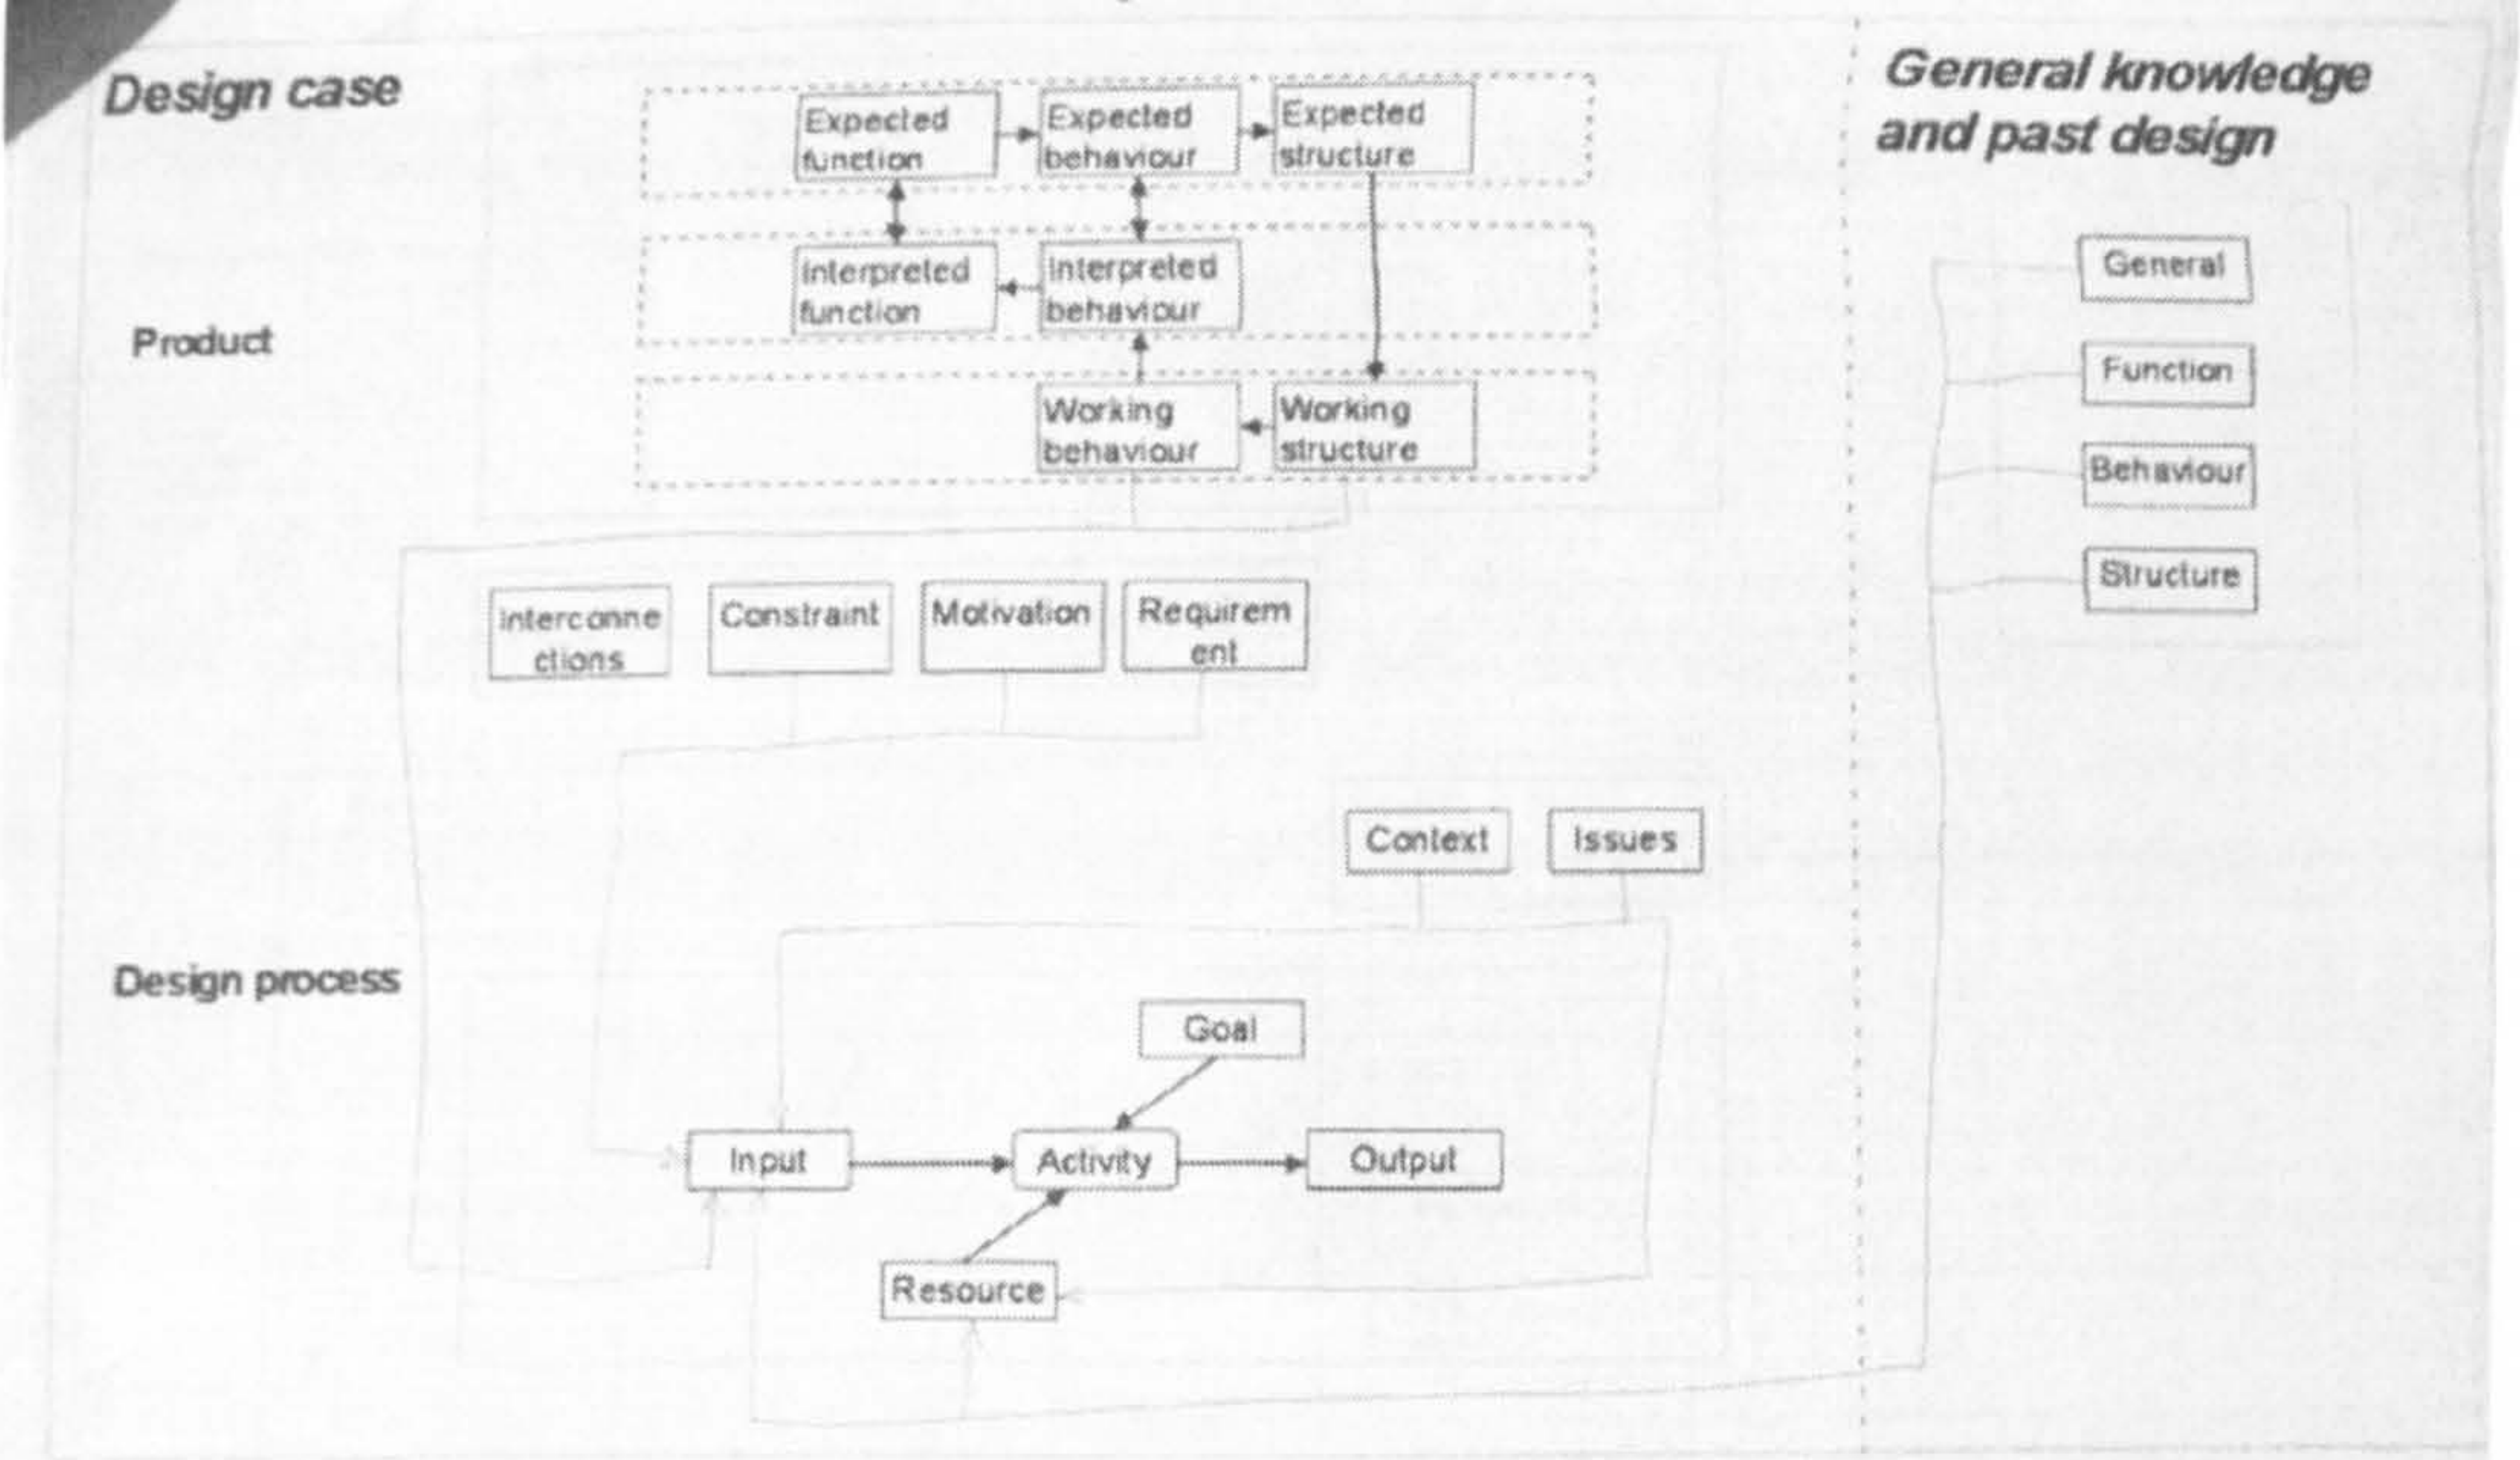 Design case
General knowledge
and past design
Expected
function
Expected
behaviour
Expected
structure
Interpreted
function
Interpreted
behaviour
Product
Working
behaviour
Working
structure
General
Function
Behaviour
Structure
Interconne
ctions
Constraint
Motivation
Requirem
ent
Context
Issues
Design process
Goal
Input
Activity
Output
Resource